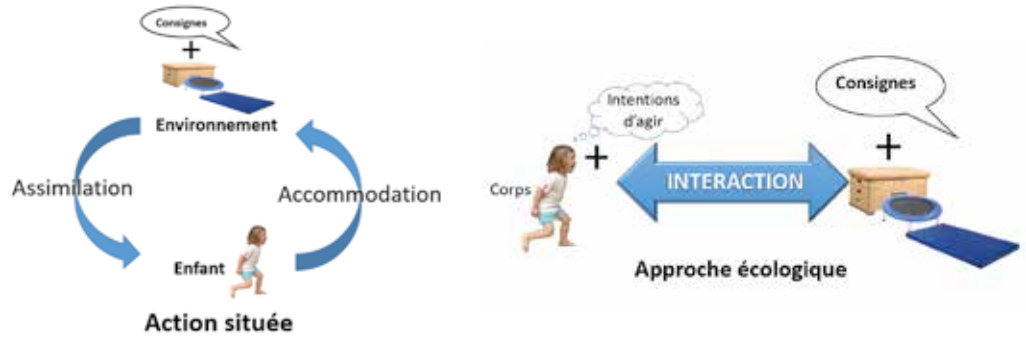 Consignes
+
Environnement
Assimilation
Accommodation
Enfant
Action située
Intentions
d'agir
Consignes
+
+
Corps
INTERACTION
Approche écologique